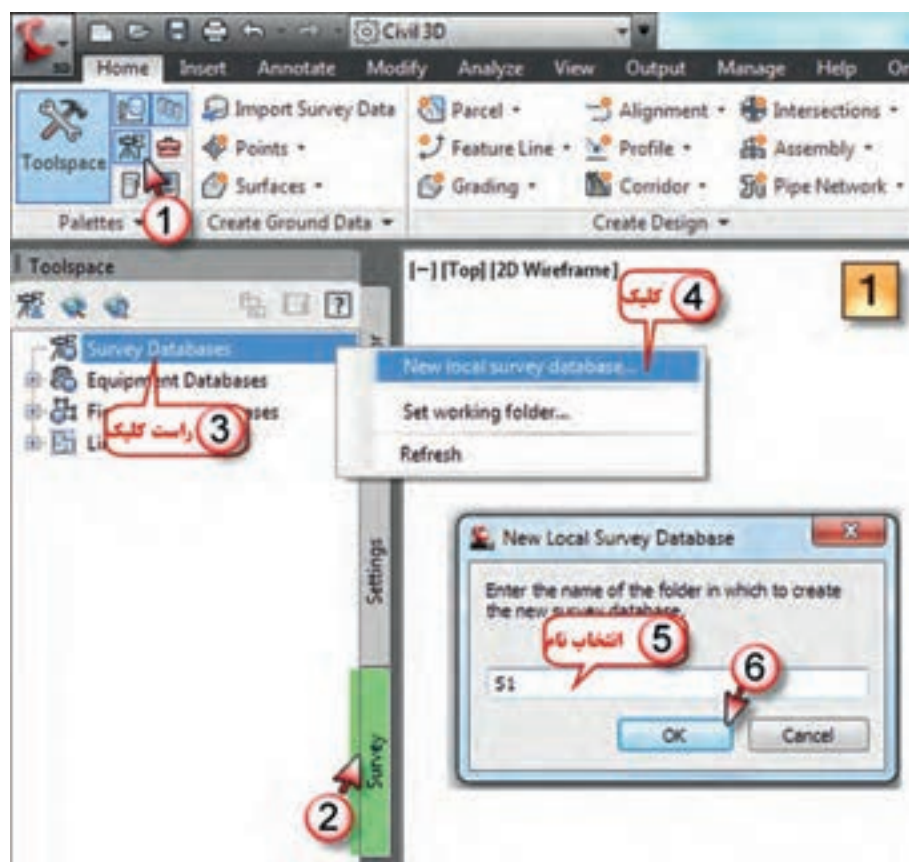 Civil 3D
Home Insert Annotate Modify Analyze View Output Manage Help
Toolspace
Import Survey Data
Points
Surfaces
Parcel
Feature Line
Grading
Alignment
Profile
Corridor
Intersections
Assembly
Pipe Network
Palettes
1
Create Ground Data
Create Design
Toolspace
[–] [Top] [2D Wireframe]
کلیک 4
1
Survey Databases
Equipment Databases
راست کلیک 3
New local survey database...
Set working folder...
Refresh
Settings
Survey
2
New Local Survey Database
Enter the name of the folder in which to create
the new survey database
انتخاب نام 5
6
S1
OK
Cancel